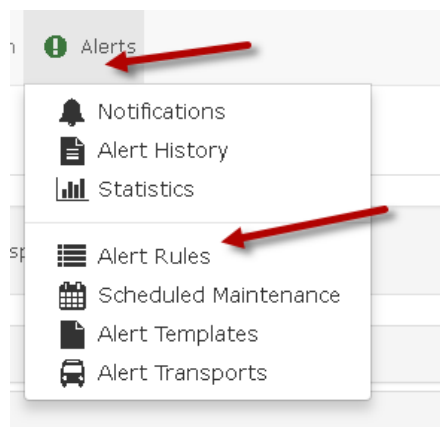 Alerts
Notifications
Alert History
Statistics
Alert Rules
Scheduled Maintenance
Alert Templates
Alert Transports